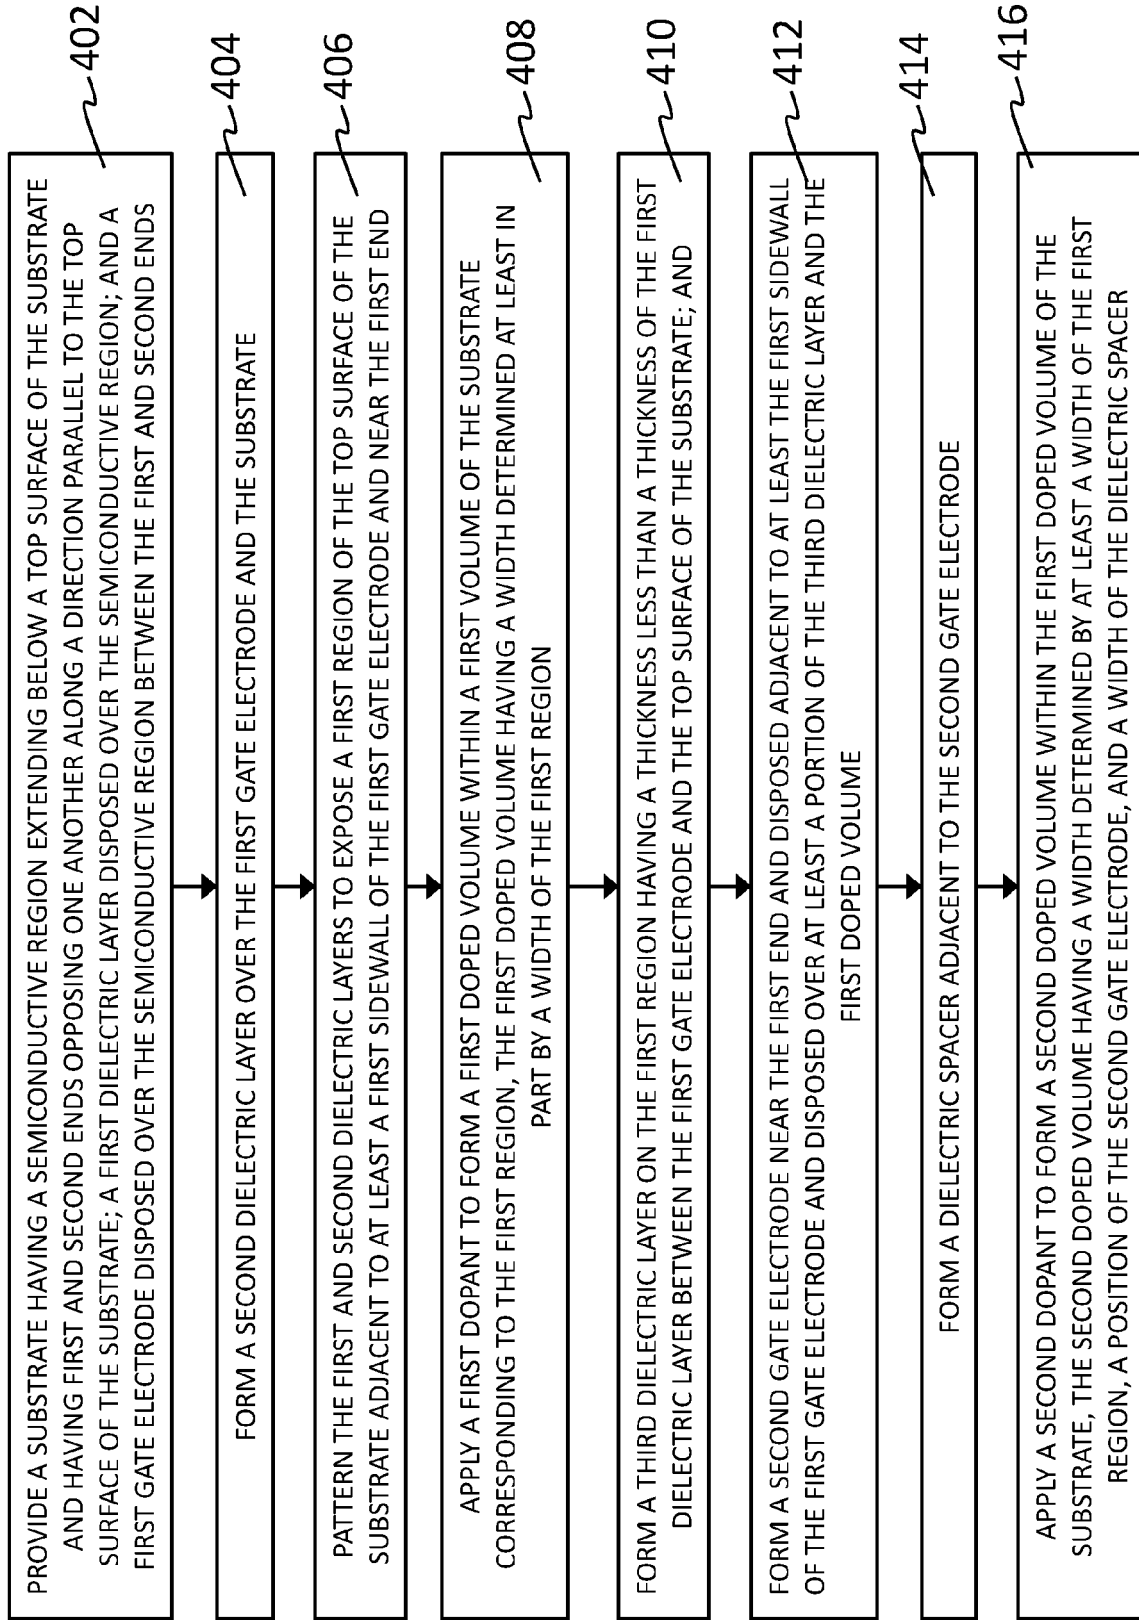 PROVIDE A SUBSTRATE HAVING A SEMICONDUCTIVE REGION EXTENDING BELOW A TOP SURFACE OF THE SUBSTRATE
AND HAVING FIRST AND SECOND ENDS OPPOSING ONE ANOTHER ALONG A DIRECTION PARALLEL TO THE TOP
SURFACE OF THE SUBSTRATE; A FIRST DIELECTRIC LAYER DISPOSED OVER THE SEMICONDUCTIVE REGION; AND A
FIRST GATE ELECTRODE DISPOSED OVER THE SEMICONDUCTIVE REGION BETWEEN THE FIRST AND SECOND ENDS
402
FORM A SECOND DIELECTRIC LAYER OVER THE FIRST GATE ELECTRODE AND THE SUBSTRATE
404
PATTERN THE FIRST AND SECOND DIELECTRIC LAYERS TO EXPOSE A FIRST REGION OF THE TOP SURFACE OF THE
SUBSTRATE ADJACENT TO AT LEAST A FIRST SIDEWALL OF THE FIRST GATE ELECTRODE AND NEAR THE FIRST END
406
APPLY A FIRST DOPANT TO FORM A FIRST DOPED VOLUME WITHIN A FIRST VOLUME OF THE SUBSTRATE
CORRESPONDING TO THE FIRST REGION, THE FIRST DOPED VOLUME HAVING A WIDTH DETERMINED AT LEAST IN
PART BY A WIDTH OF THE FIRST REGION
408
FORM A THIRD DIELECTRIC LAYER ON THE FIRST REGION HAVING A THICKNESS LESS THAN A THICKNESS OF THE FIRST
DIELECTRIC LAYER BETWEEN THE FIRST GATE ELECTRODE AND THE TOP SURFACE OF THE SUBSTRATE; AND
410
FORM A SECOND GATE ELECTRODE NEAR THE FIRST END AND DISPOSED ADJACENT TO AT LEAST THE FIRST SIDEWALL
OF THE FIRST GATE ELECTRODE AND DISPOSED OVER AT LEAST A PORTION OF THE THIRD DIELECTRIC LAYER AND THE
FIRST DOPED VOLUME
412
FORM A DIELECTRIC SPACER ADJACENT TO THE SECOND GATE ELECTRODE
414
APPLY A SECOND DOPANT TO FORM A SECOND DOPED VOLUME WITHIN THE FIRST DOPED VOLUME OF THE
SUBSTRATE, THE SECOND DOPED VOLUME HAVING A WIDTH DETERMINED BY AT LEAST A WIDTH OF THE FIRST
REGION, A POSITION OF THE SECOND GATE ELECTRODE, AND A WIDTH OF THE DIELECTRIC SPACER
416